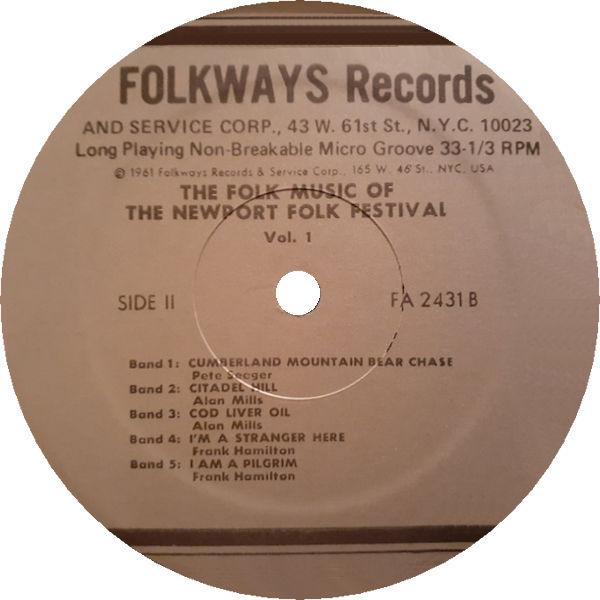 FOLKWAYS Records
AND SERVICE CORP., 43 W. 61st St., N.Y.C. 10023
Long Playing Non-Breakable Micro Groove 33-1/3 RPM
© 1961 Folkways Records & Service Corp., 165 W. 46 St., NYC, USA
THE FOLK MUSIC OF
THE NEWPORT FOLK FESTIVAL
Vol. 1
SIDE II FA 2431 B
Band 1: CUMBERLAND MOUNTAIN BEAR CHASE
Pete Seeger
Band 2: CITADEL HILL
Alan Mills
Band 3: COD LIVER OIL
Alan Mills
Band 4: I'M A STRANGER HERE
Frank Hamilton
Band 5: I AM A PILGRIM
Frank Hamilton